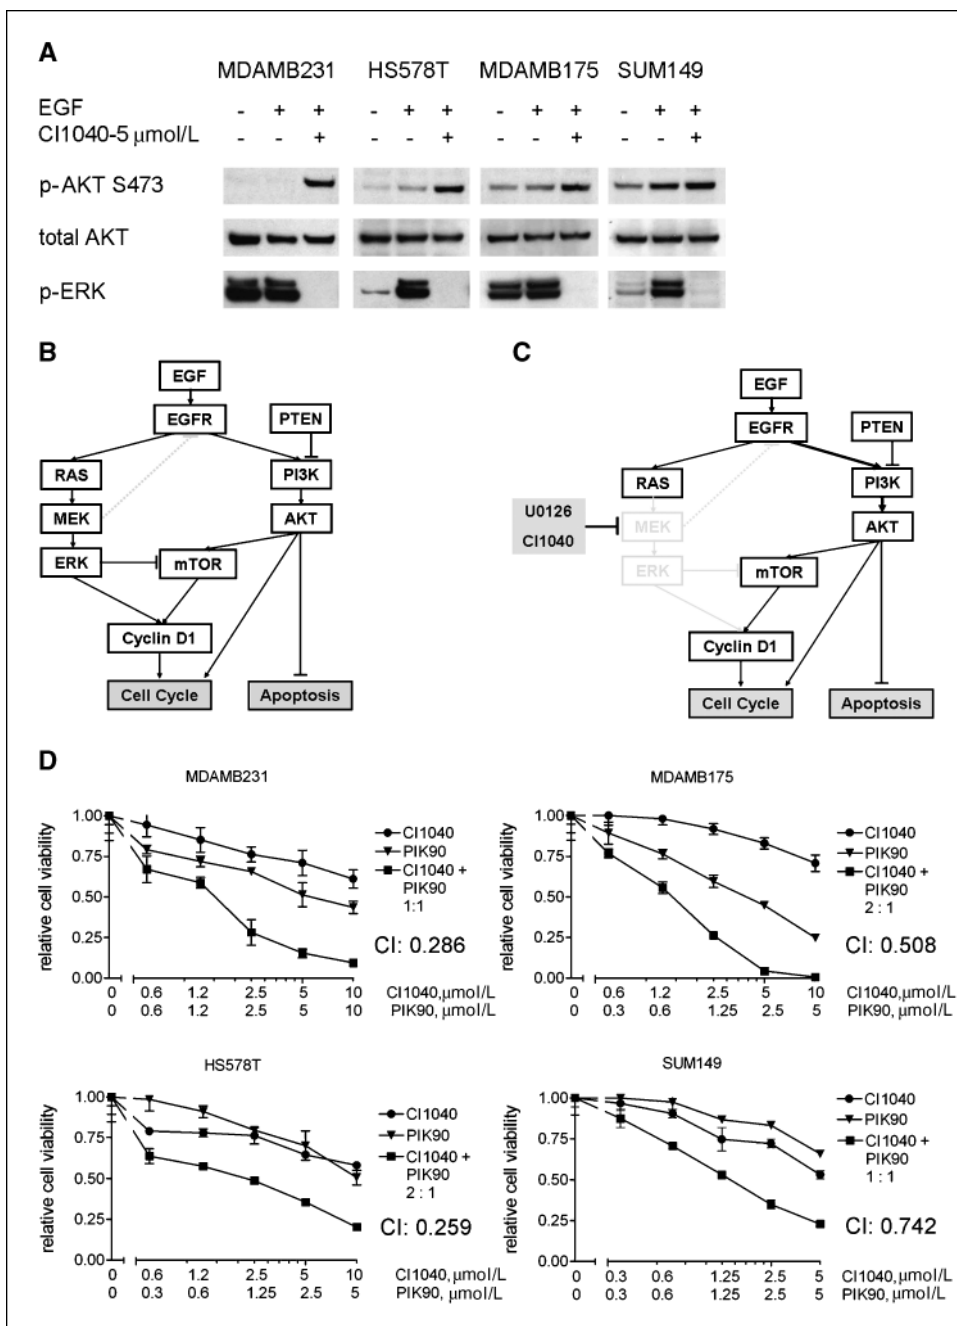 A
MDAMB231 HS578T MDAMB175 SUM149
EGF - + + - + + - + + - + +
CI1040-5 μmol/L - - + - - + - - + - - +
p-AKT S473
total AKT
p-ERK
B
EGF
EGFR PTEN
RAS PI3K
MEK AKT
ERK mTOR
Cyclin D1
Cell Cycle Apoptosis
C
EGF
EGFR PTEN
RAS PI3K
U0126
CI1040
MEK AKT
ERK mTOR
Cyclin D1
Cell Cycle Apoptosis
D
MDAMB231
relative cell viability
1.00
0.75
0.50
0.25
0.00
CI1040
PIK90
CI1040 +
PIK90
1:1
CI: 0.286
0 0.6 1.2 2.5 5 10 CI1040,μmol/L
0 0.6 1.2 2.5 5 10 PIK90, μmol/L
MDAMB175
relative cell viability
1.00
0.75
0.50
0.25
0.00
CI1040
PIK90
CI1040 +
PIK90
2 : 1
CI: 0.508
0 0.6 1.2 2.5 5 10 CI1040,μmol/L
0 0.3 0.6 1.25 2.5 5 PIK90, μmol/L
HS578T
relative cell viability
1.00
0.75
0.50
0.25
0.00
CI1040
PIK90
CI1040 +
PIK90
2 : 1
CI: 0.259
0 0.6 1.2 2.5 5 10 CI1040, μmol/L
0 0.3 0.6 1.25 2.5 5 PIK90, μmol/L
SUM149
relative cell viability
1.00
0.75
0.50
0.25
0.00
CI1040
PIK90
CI1040 +
PIK90
1 : 1
CI: 0.742
0 0.3 0.6 1.25 2.5 5 CI1040, μmol/L
0 0.3 0.6 1.25 2.5 5 PIK90, μmol/L